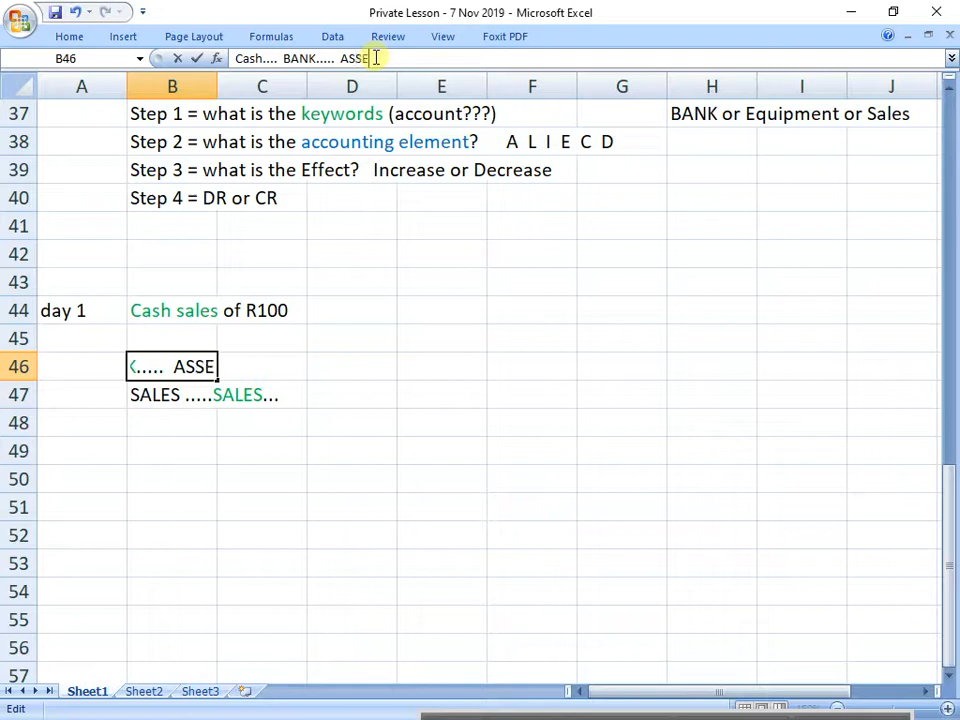 Private Lesson - 7 Nov 2019 - Microsoft Excel
Home Insert Page Layout Formulas Data Review View Foxit PDF
B46 fx Cash.... BANK..... ASSE
A B C D E F G H I J
37 Step 1 = what is the keywords (account???) BANK or Equipment or Sales
38 Step 2 = what is the accounting element? A L I E C D
39 Step 3 = what is the Effect? Increase or Decrease
40 Step 4 = DR or CR
41
42
43
44 day 1 Cash sales of R100
45
46 K..... ASSE
47 SALES .....SALES...
48
49
50
51
52
53
54
55
56
57
Sheet1 Sheet2 Sheet3
Edit